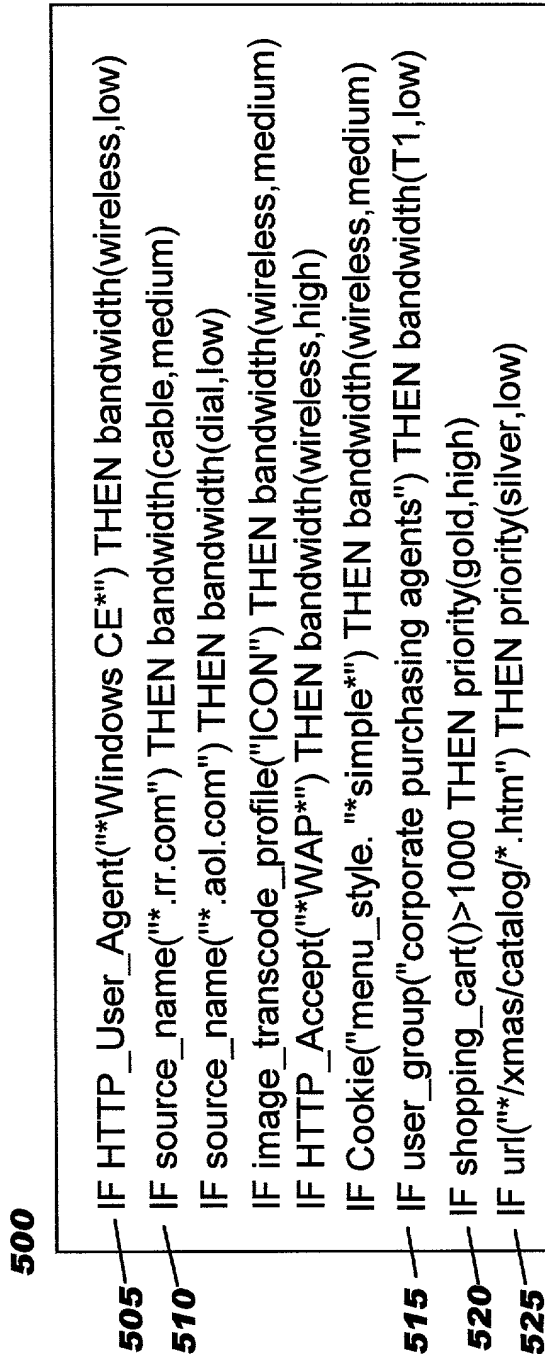 500
505 IF HTTP_User_Agent("*Windows CE*") THEN bandwidth(wireless,low)
510 IF source_name("*.rr.com") THEN bandwidth(cable,medium)
IF source_name("*.aol.com") THEN bandwidth(dial,low)
IF image_transcode_profile("ICON") THEN bandwidth(wireless,medium)
IF HTTP_Accept("*WAP*") THEN bandwidth(wireless,high)
IF Cookie("menu_style. "*simple*") THEN bandwidth(wireless,medium)
515 IF user_group("corporate purchasing agents") THEN bandwidth(T1,low)
520 IF shopping_cart()>1000 THEN priority(gold,high)
525 IF url("*/xmas/catalog/*.htm") THEN priority(silver,low)